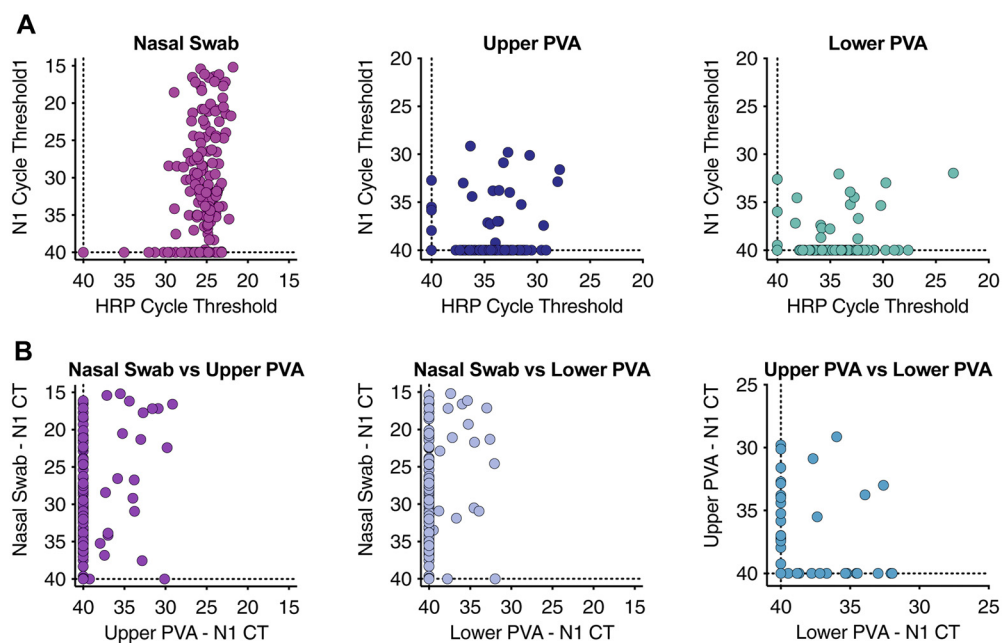 A
Nasal Swab
Upper PVA
Lower PVA
N1 Cycle Threshold1
15
20
25
30
35
40
40 35 30 25 20 15
HRP Cycle Threshold
N1 Cycle Threshold1
20
25
30
35
40
40 35 30 25 20
HRP Cycle Threshold
N1 Cycle Threshold1
20
25
30
35
40
40 35 30 25 20
HRP Cycle Threshold
B
Nasal Swab vs Upper PVA
Nasal Swab vs Lower PVA
Upper PVA vs Lower PVA
Nasal Swab - N1 CT
15
20
25
30
35
40
40 35 30 25 20 15
Upper PVA - N1 CT
Nasal Swab - N1 CT
15
20
25
30
35
40
40 35 30 25 20 15
Lower PVA - N1 CT
Upper PVA - N1 CT
25
30
35
40
40 35 30 25
Lower PVA - N1 CT